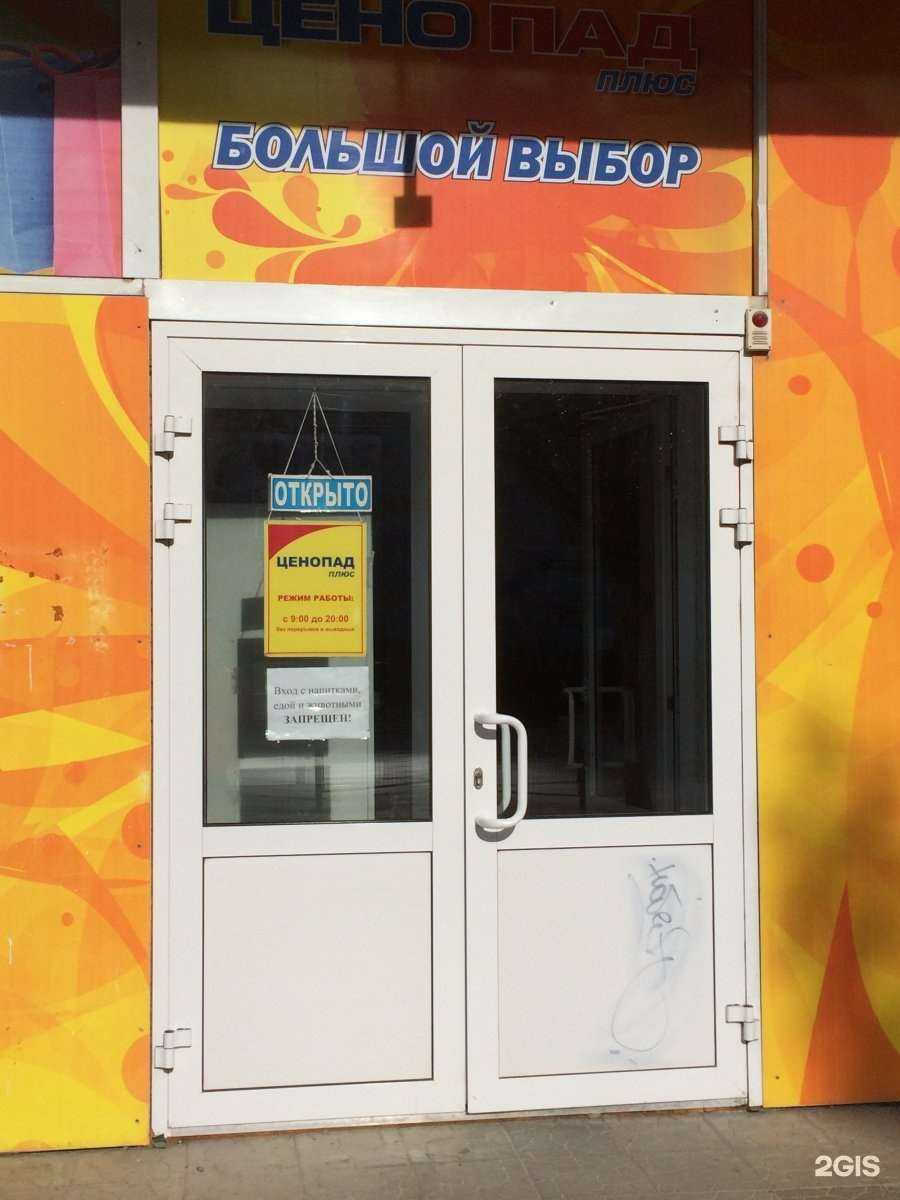 ЦЕНОПАД
ПЛЮС
БОЛЬШОЙ ВЫБОР
ОТКРЫТО
ЦЕНОПАД
ПЛЮС
РЕЖИМ РАБОТЫ:
с 9:00 до 20:00
без перерывов и выходных
Вход с напитками,
едой и животными
ЗАПРЕЩЕН!
2GIS